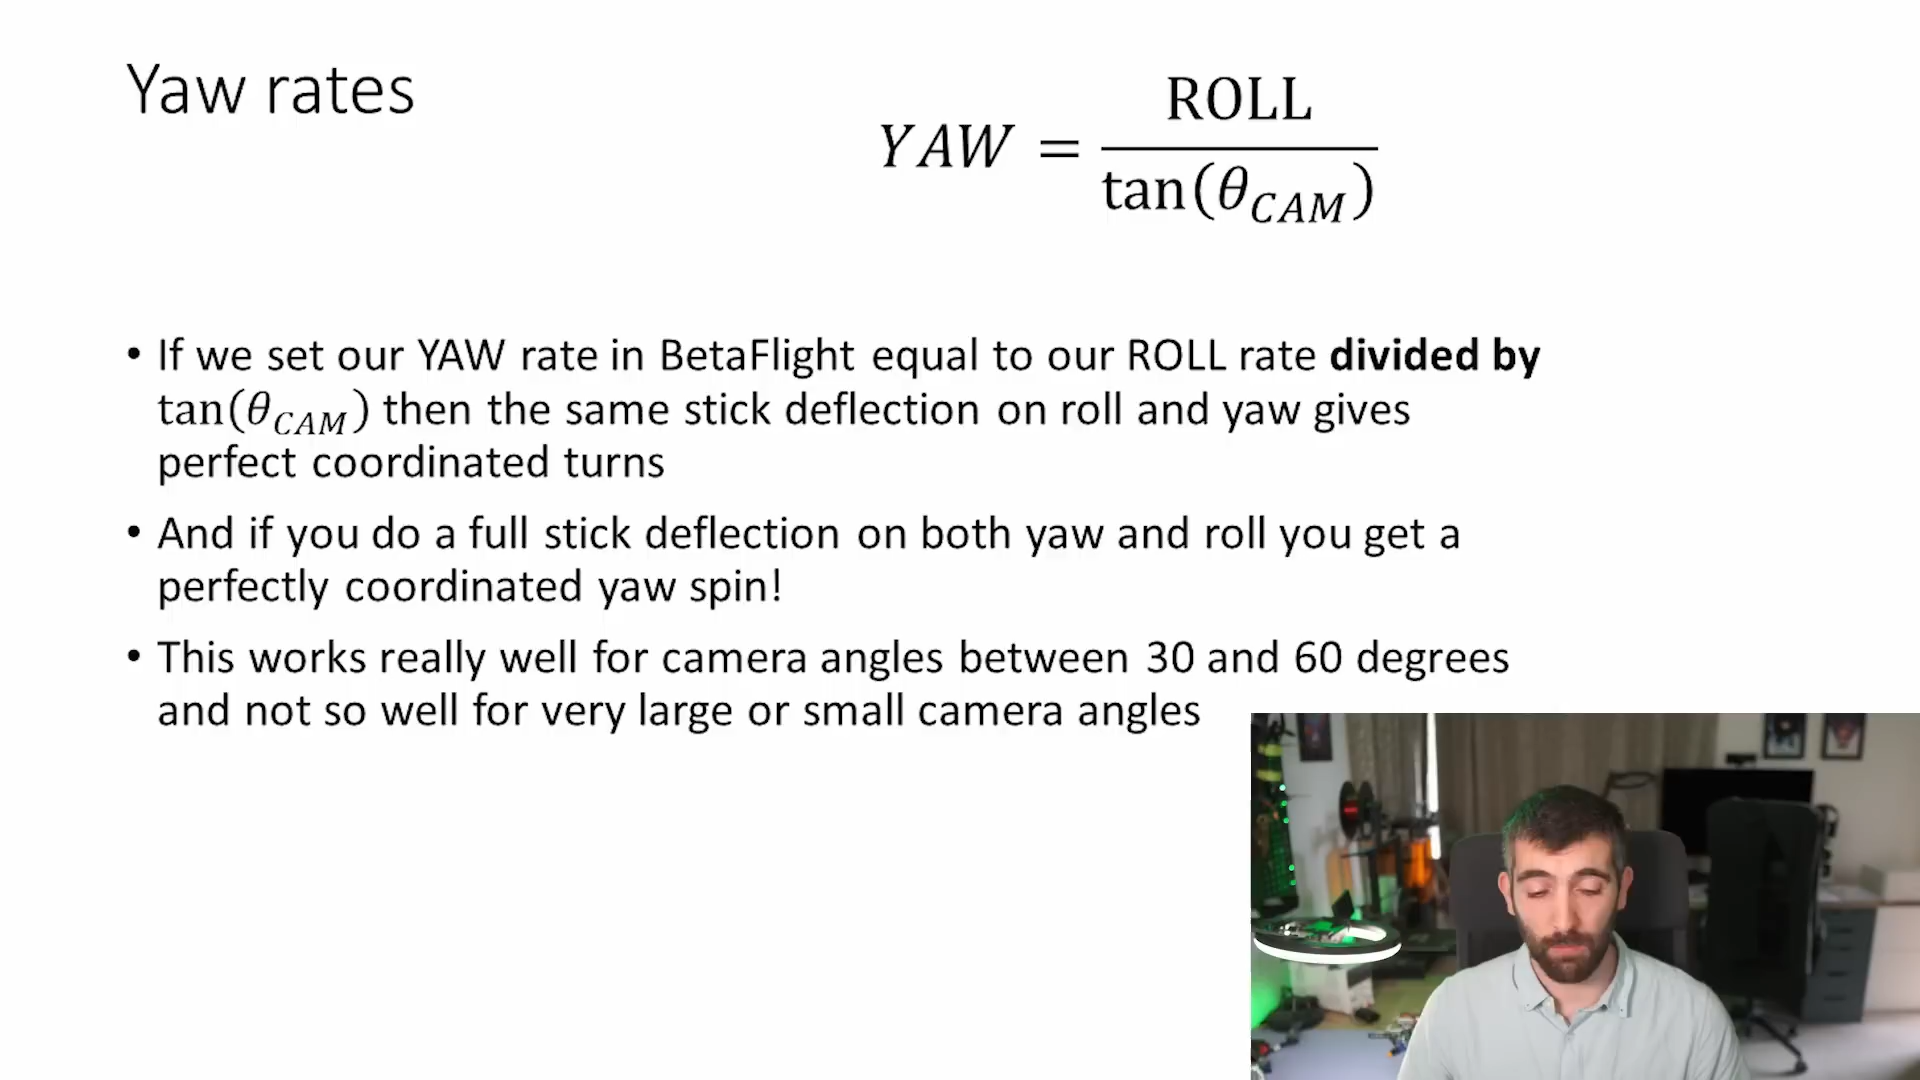 Yaw rates
YAW = ROLL / tan(θ_CAM)
• If we set our YAW rate in BetaFlight equal to our ROLL rate divided by
tan(θ_CAM) then the same stick deflection on roll and yaw gives
perfect coordinated turns
• And if you do a full stick deflection on both yaw and roll you get a
perfectly coordinated yaw spin!
• This works really well for camera angles between 30 and 60 degrees
and not so well for very large or small camera angles